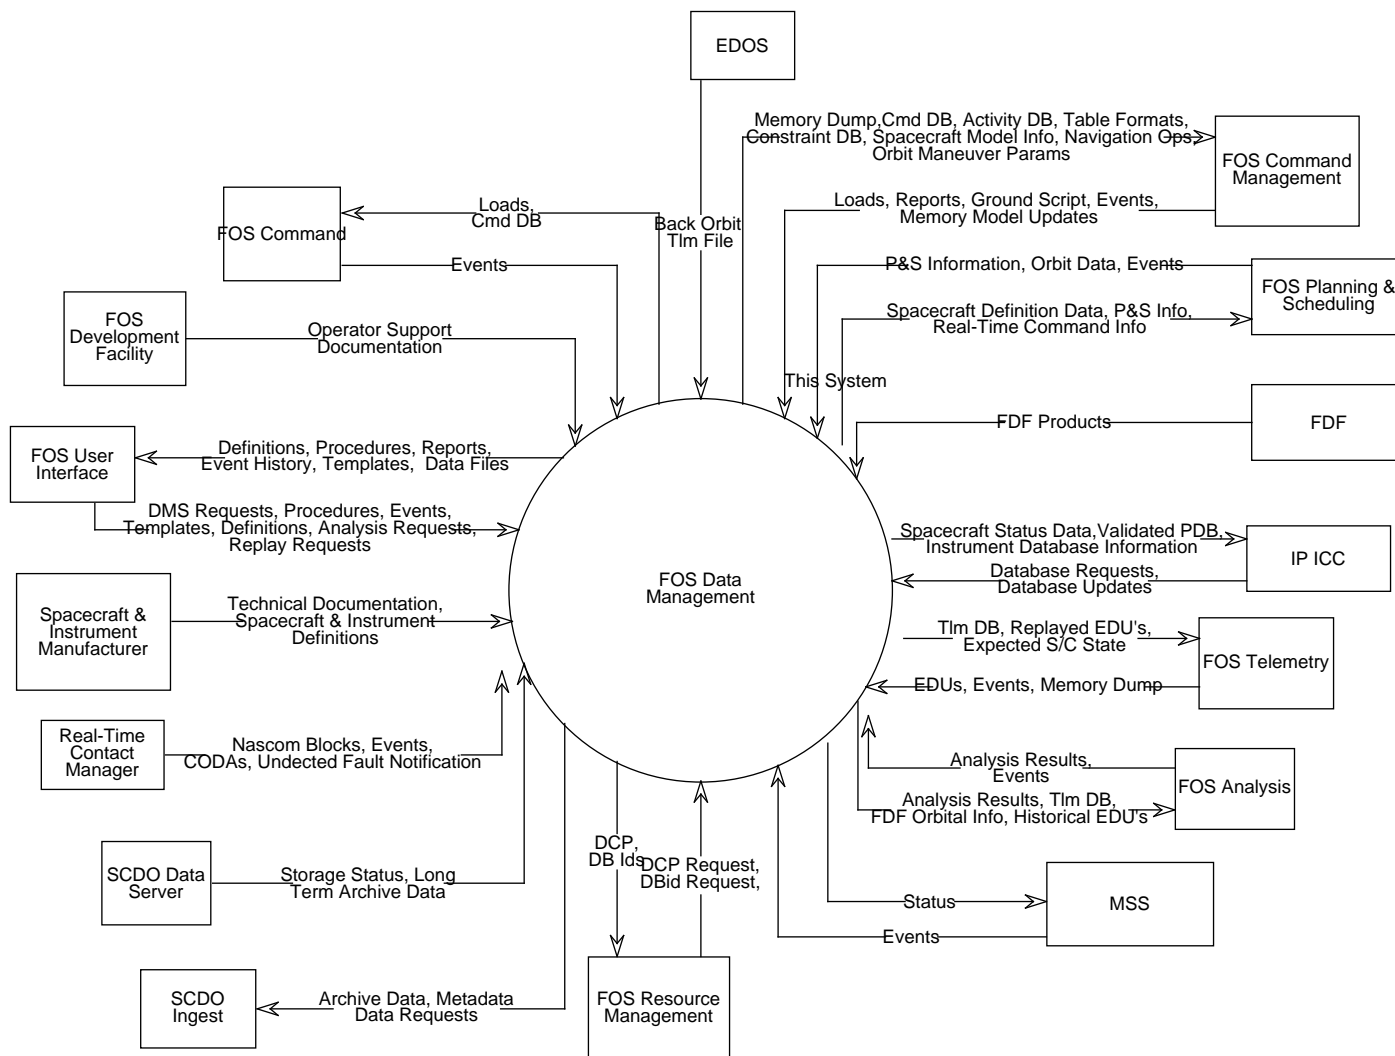 EDOS
Memory Dump,Cmd DB, Activity DB, Table Formats,
Constraint DB, Spacecraft Model Info, Navigation Ops,
Orbit Maneuver Params
FOS Command
Management
Loads, Reports, Ground Script, Events,
Memory Model Updates
Loads,
Cmd DB
FOS Command
Events
Back Orbit
Tlm File
P&S Information, Orbit Data, Events
FOS Planning &
Scheduling
Spacecraft Definition Data, P&S Info,
Real-Time Command Info
FOS
Development
Facility
Operator Support
Documentation
This System
FDF Products
FDF
FOS User
Interface
Definitions, Procedures, Reports,
Event History, Templates,  Data Files
DMS Requests, Procedures, Events,
Templates, Definitions, Analysis Requests,
Replay Requests
Spacecraft Status Data,Validated PDB,
Instrument Database Information
IP ICC
Database Requests,
Database Updates
FOS Data
Management
Spacecraft &
Instrument
Manufacturer
Technical Documentation,
Spacecraft & Instrument
Definitions
Tlm DB, Replayed EDU's,
Expected S/C State
FOS Telemetry
EDUs, Events, Memory Dump
Real-Time
Contact
Manager
Nascom Blocks, Events,
CODAs, Undected Fault Notification
Analysis Results,
Events
FOS Analysis
Analysis Results, Tlm DB,
FDF Orbital Info, Historical EDU's
SCDO Data
Server
Storage Status, Long
Term Archive Data
DCP,
DB Ids
DCP Request,
DBid Request,
Status
MSS
Events
SCDO
Ingest
Archive Data, Metadata
Data Requests
FOS Resource
Management